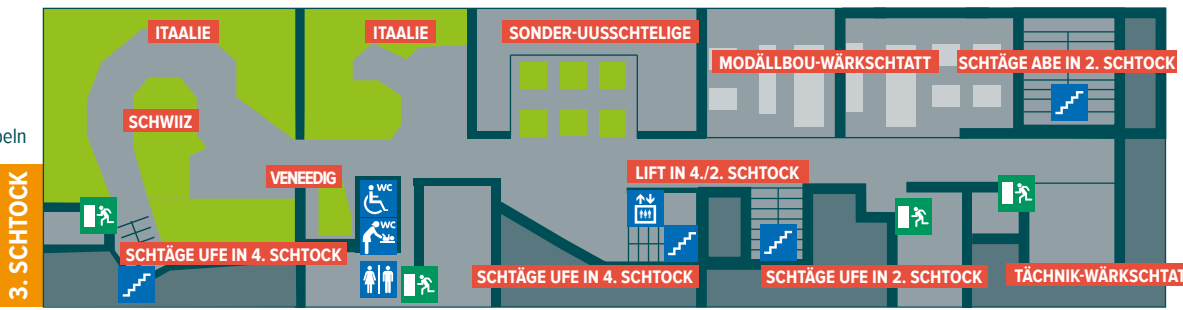 ITAALIE
ITAALIE
SONDER-UUSSCHTELIGE
MODÄLLBOU-WÄRKSCHTATT
SCHTÄGE ABE IN 2. SCHTOCK
SCHWIIZ
VENEEDIG
LIFT IN 4./2. SCHTOCK
WC
WC
3. SCHTOCK
SCHTÄGE UFE IN 4. SCHTOCK
SCHTÄGE UFE IN 4. SCHTOCK
SCHTÄGE UFE IN 2. SCHTOCK
TÄCHNIK-WÄRKSCHTAT